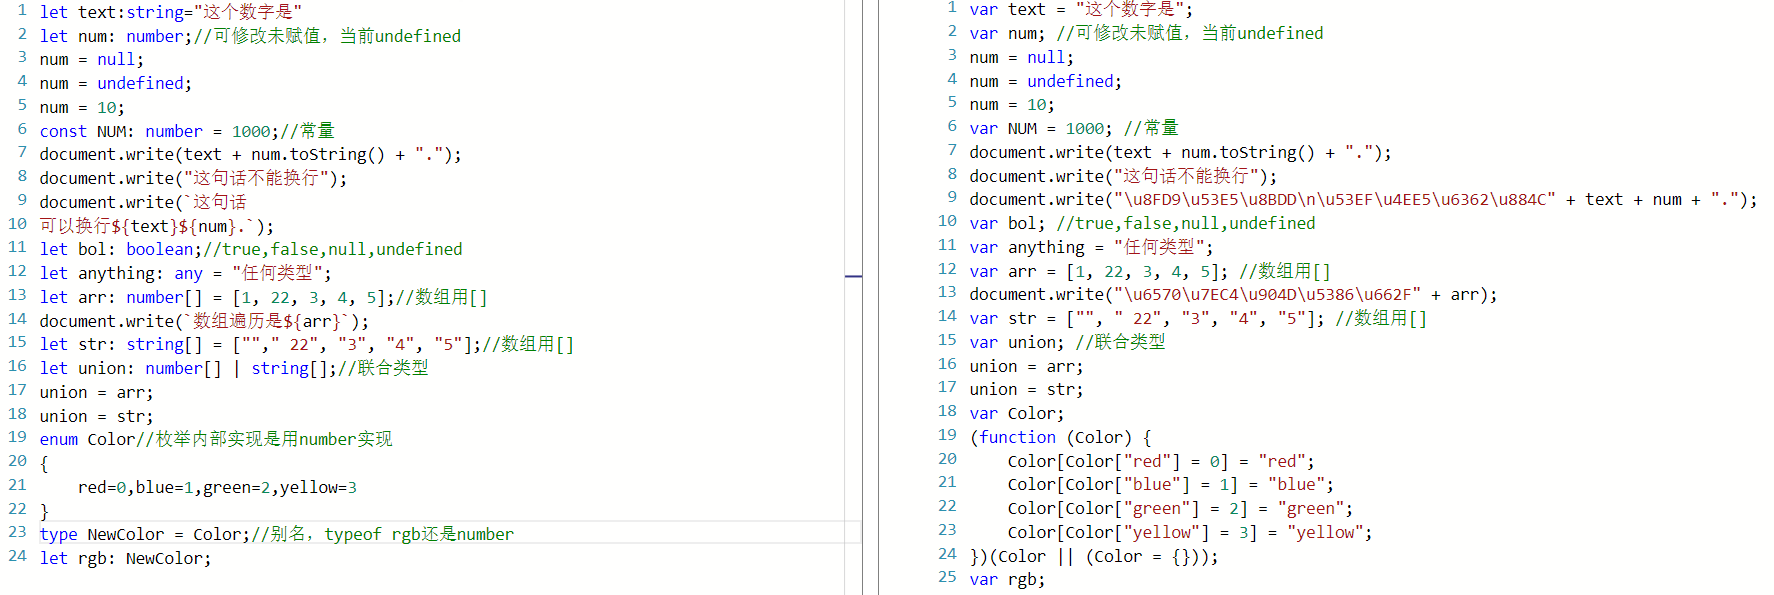 1 let text:string="这个数字是"
2 let num: number;//可修改未赋值，当前undefined
3 num = null;
4 num = undefined;
5 num = 10;
6 const NUM: number = 1000;//常量
7 document.write(text + num.toString() + ".");
8 document.write("这句话不能换行");
9 document.write(`这句话
10 可以换行${text}${num}.`);
11 let bol: boolean;//true,false,null,undefined
12 let anything: any = "任何类型";
13 let arr: number[] = [1, 22, 3, 4, 5];//数组用[]
14 document.write(`数组遍历是${arr}`);
15 let str: string[] = [""," 22", "3", "4", "5"];//数组用[]
16 let union: number[] | string[];//联合类型
17 union = arr;
18 union = str;
19 enum Color//枚举内部实现是用number实现
20 {
21     red=0,blue=1,green=2,yellow=3
22 }
23 type NewColor = Color;//别名，typeof rgb还是number
24 let rgb: NewColor;
1 var text = "这个数字是";
2 var num; //可修改未赋值，当前undefined
3 num = null;
4 num = undefined;
5 num = 10;
6 var NUM = 1000; //常量
7 document.write(text + num.toString() + ".");
8 document.write("这句话不能换行");
9 document.write("\u8FD9\u53E5\u8BDD\n\u53EF\u4EE5\u6362\u884C" + text + num + ".");
10 var bol; //true,false,null,undefined
11 var anything = "任何类型";
12 var arr = [1, 22, 3, 4, 5]; //数组用[]
13 document.write("\u6570\u7EC4\u904D\u5386\u662F" + arr);
14 var str = ["", " 22", "3", "4", "5"]; //数组用[]
15 var union; //联合类型
16 union = arr;
17 union = str;
18 var Color;
19 (function (Color) {
20     Color[Color["red"] = 0] = "red";
21     Color[Color["blue"] = 1] = "blue";
22     Color[Color["green"] = 2] = "green";
23     Color[Color["yellow"] = 3] = "yellow";
24 })(Color || (Color = {}));
25 var rgb;